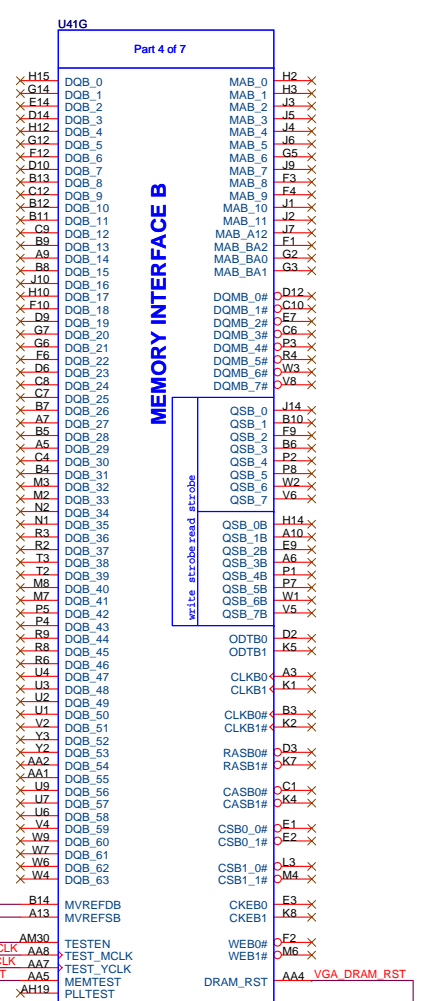 U41G
Part 4 of 7
MEMORY INTERFACE B
H15 DQB_0 MAB_0 H2
G14 DQB_1 MAB_1 H3
E14 DQB_2 MAB_2 J3
D14 DQB_3 MAB_3 J5
H12 DQB_4 MAB_4 J4
G12 DQB_5 MAB_5 J6
F12 DQB_6 MAB_6 G5
D10 DQB_7 MAB_7 J9
B13 DQB_8 MAB_8 F3
C12 DQB_9 MAB_9 F4
B12 DQB_10 MAB_10 J1
B11 DQB_11 MAB_11 J2
C9 DQB_12 MAB_A12 J7
B9 DQB_13 MAB_BA2 F1
A9 DQB_14 MAB_BA0 G2
B8 DQB_15 MAB_BA1 G3
J10 DQB_16
H10 DQB_17 DQMB_0# D12
F10 DQB_18 DQMB_1# C10
D9 DQB_19 DQMB_2# E7
G7 DQB_20 DQMB_3# C6
G6 DQB_21 DQMB_4# P3
F6 DQB_22 DQMB_5# R4
D6 DQB_23 DQMB_6# W3
C8 DQB_24 DQMB_7# V8
C7 DQB_25
B7 DQB_26 QSB_0 J14
A7 DQB_27 QSB_1 B10
B5 DQB_28 QSB_2 F9
A5 DQB_29 QSB_3 B6
C4 DQB_30 QSB_4 P2
B4 DQB_31 QSB_5 P8
M3 DQB_32 QSB_6 W2
M2 DQB_33 QSB_7 V6
N2 DQB_34
N1 DQB_35 QSB_0B H14
R3 DQB_36 QSB_1B A10
R2 DQB_37 QSB_2B E9
T3 DQB_38 QSB_3B A6
T2 DQB_39 QSB_4B P1
M8 DQB_40 QSB_5B P7
M7 DQB_41 QSB_6B W1
P5 DQB_42 QSB_7B V5
write strobe read strobe
P4 DQB_43
R9 DQB_44 ODTB0 D2
R8 DQB_45 ODTB1 K5
R6 DQB_46
U4 DQB_47 CLKB0 A3
U3 DQB_48 CLKB1 K1
U2 DQB_49
U1 DQB_50 CLKB0# B3
V2 DQB_51 CLKB1# K2
Y3 DQB_52
Y2 DQB_53 RASB0# D3
AA2 DQB_54 RASB1# K7
AA1 DQB_55
U9 DQB_56 CASB0# C1
U7 DQB_57 CASB1# K4
U6 DQB_58
V4 DQB_59 CSB0_0# E1
W9 DQB_60 CSB0_1# E2
W7 DQB_61
W6 DQB_62 CSB1_0# L3
W4 DQB_63 CSB1_1# M4
B14 MVREFDB CKEB0 E3
A13 MVREFSB CKEB1 K8
AM30 TESTEN WEB0# F2
CLK AA8 TEST_MCLK WEB1# M6
CLK AA7 TEST_YCLK
T AA5 MEMTEST DRAM_RST AA4 VGA_DRAM_RST
AH19 PLLTEST